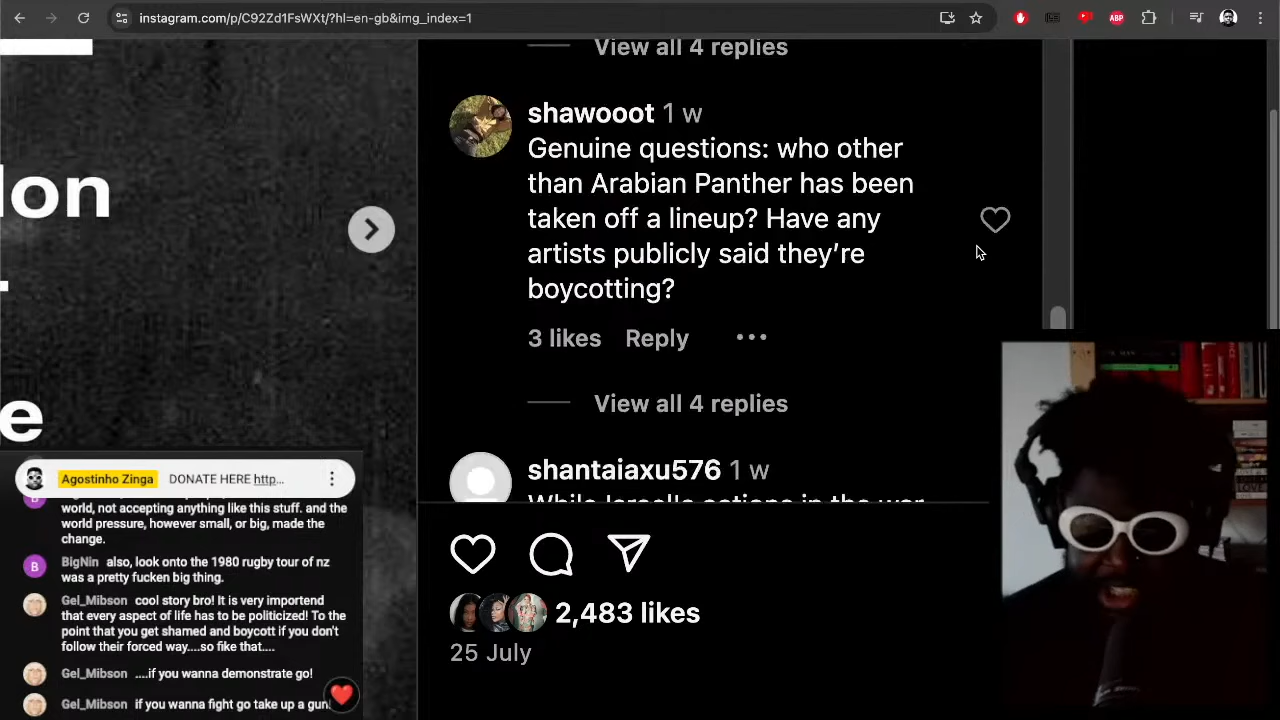 instagram.com/p/C92Zd1FsWXt/?hl=en-gb&img_index=1
ABP
View all 4 replies
lon
e
shawooot 1 w
Genuine questions: who other
than Arabian Panther has been
taken off a lineup? Have any
artists publicly said they’re
boycotting?
3 likes Reply
View all 4 replies
shantaiaxu576 1 w
2,483 likes
25 July
Agostinho Zinga DONATE HERE http...
world, not accepting anything like this stuff. and the
world pressure, however small, or big, made the
change.
B
BigNin also, look onto the 1980 rugby tour of nz
was a pretty fucken big thing.
Gel_Mibson cool story bro! It is very importend
that every aspect of life has to be politicized! To the
point that you get shamed and boycott if you don't
follow their forced way....so fike that....
Gel_Mibson ....if you wanna demonstrate go!
Gel_Mibson if you wanna fight go take up a gun!